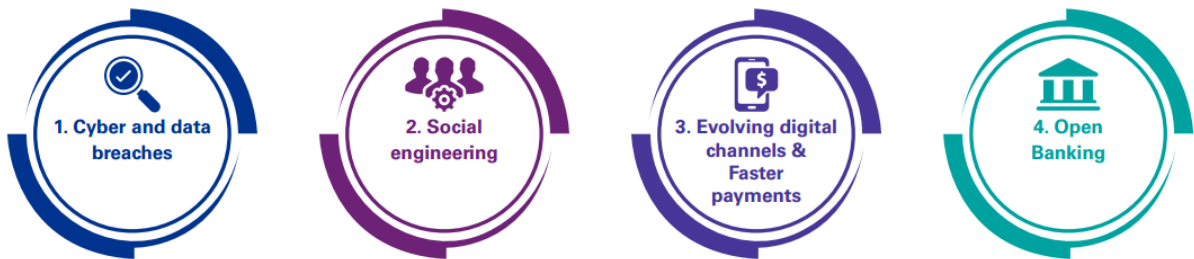 1. Cyber and data
breaches
2. Social
engineering
3. Evolving digital
channels &
Faster
payments
4. Open
Banking
$